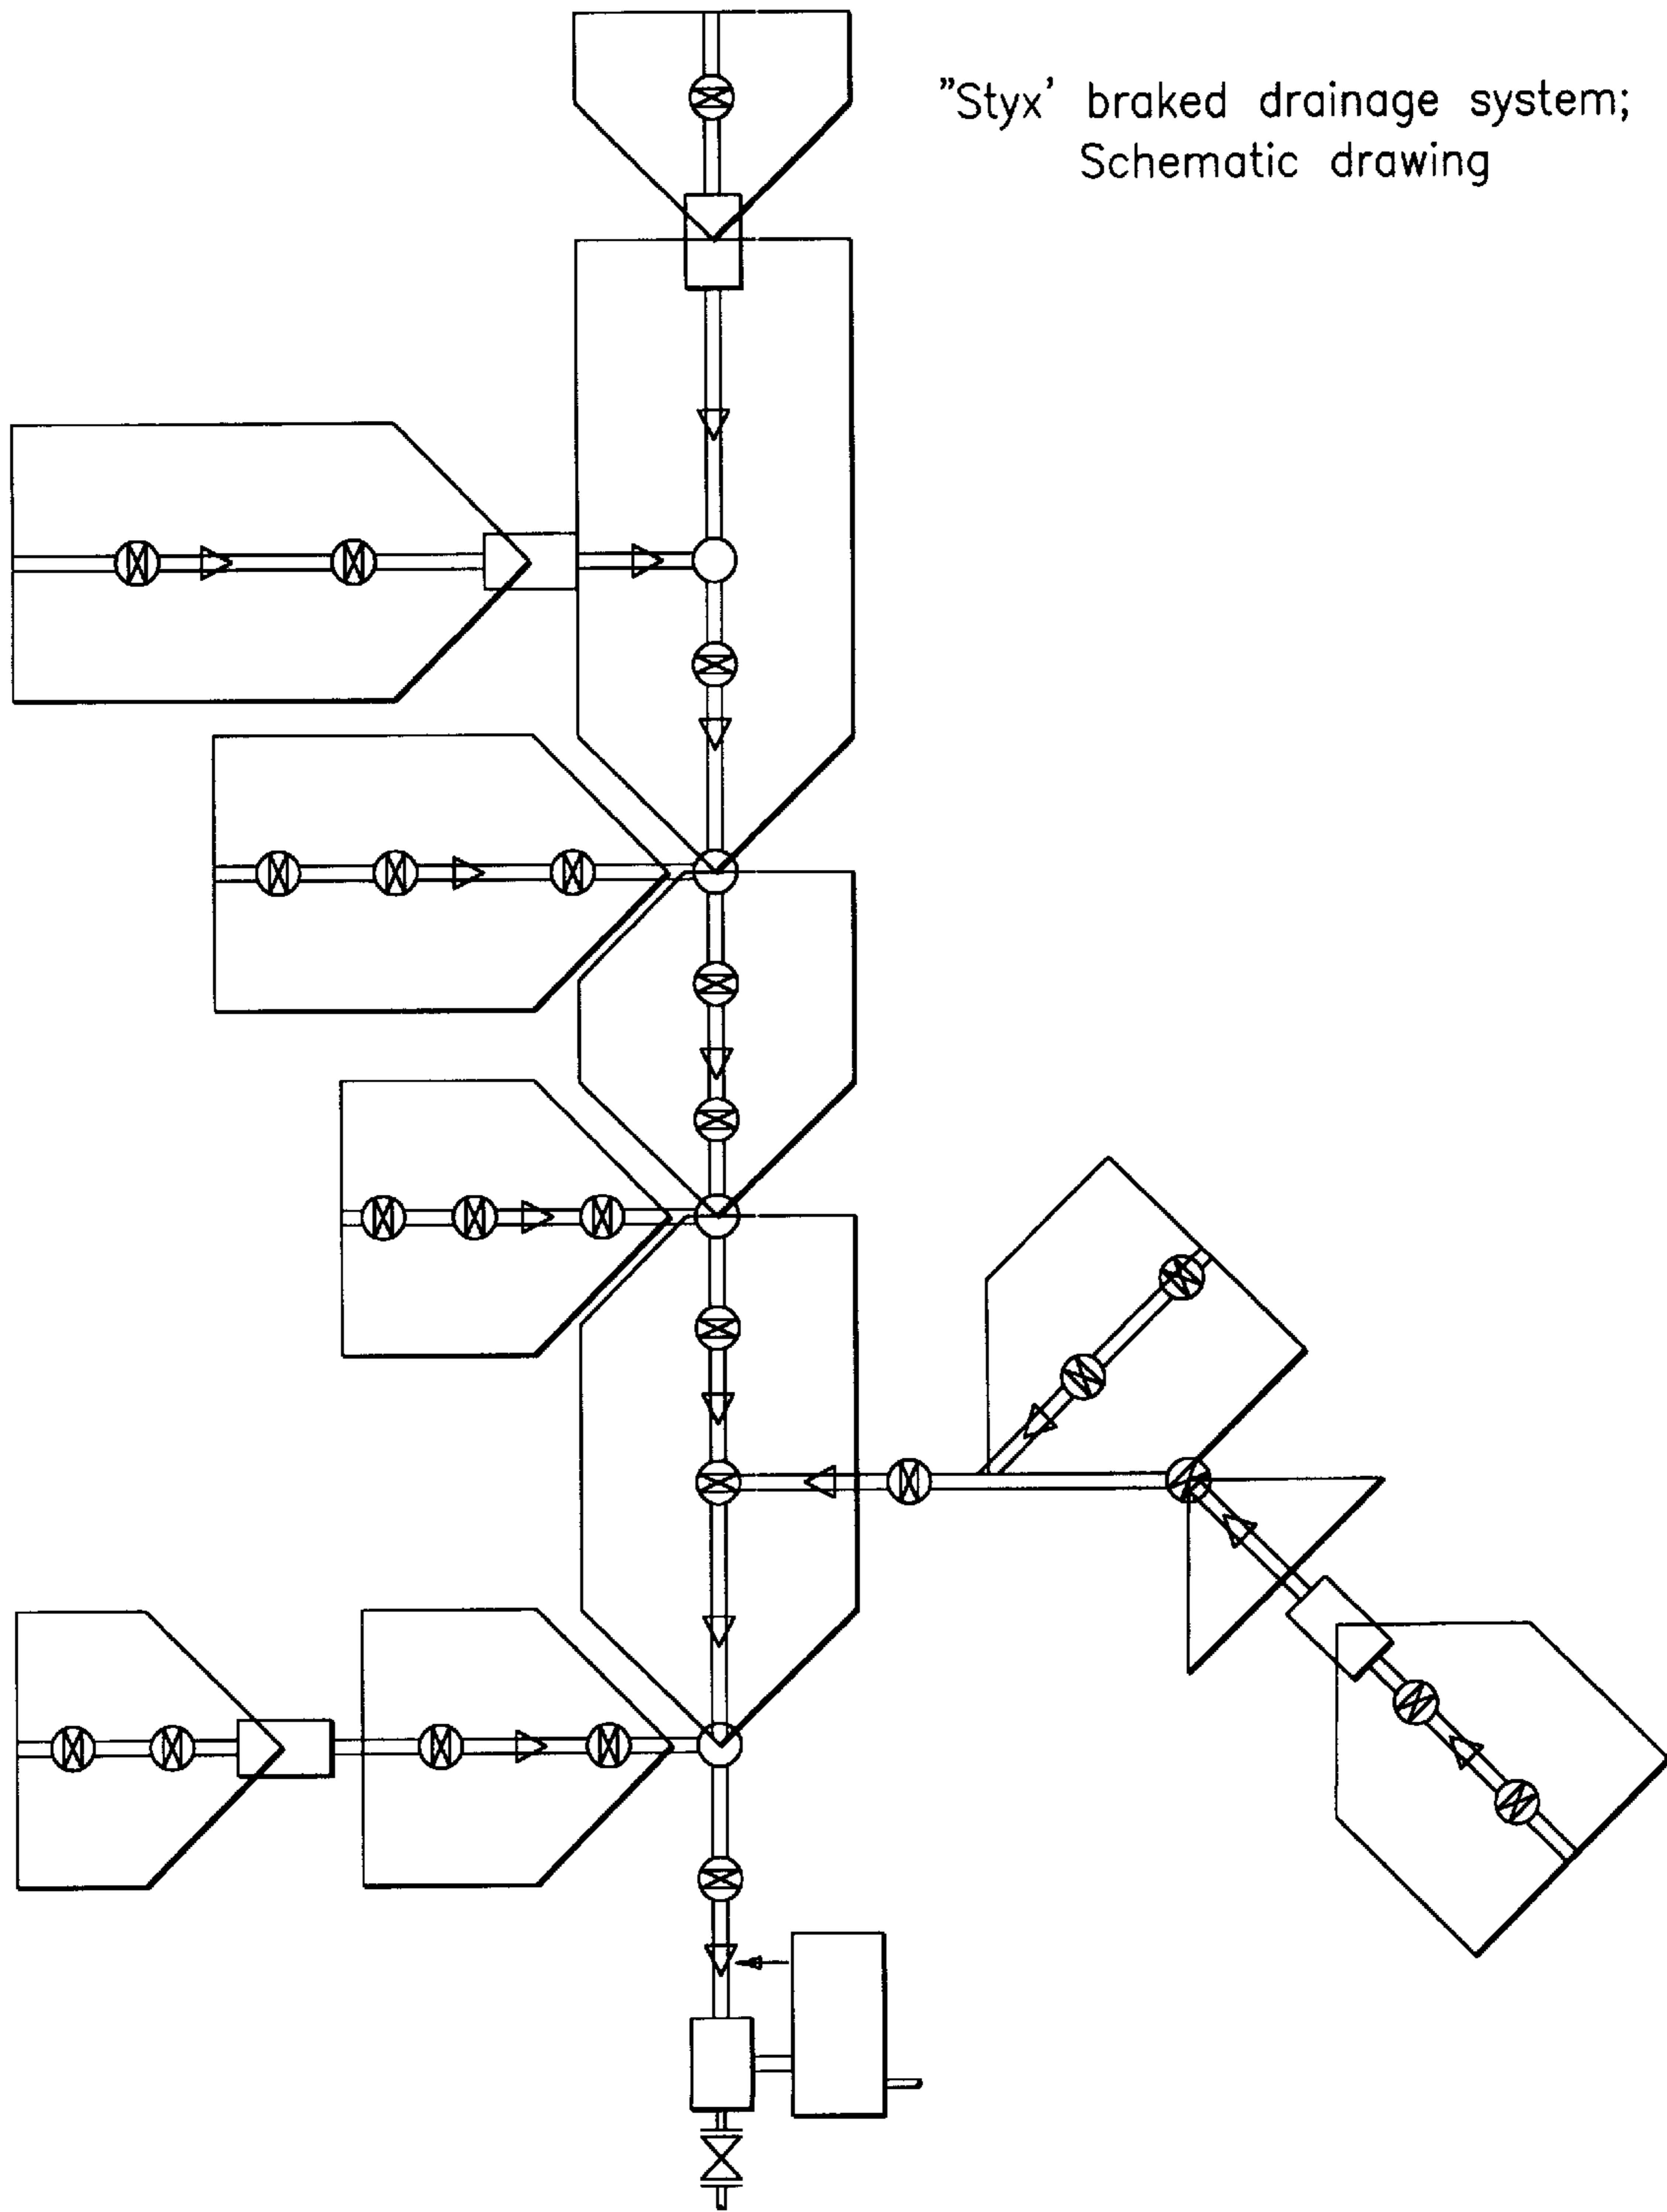 "Styx' braked drainage system;
Schematic drawing